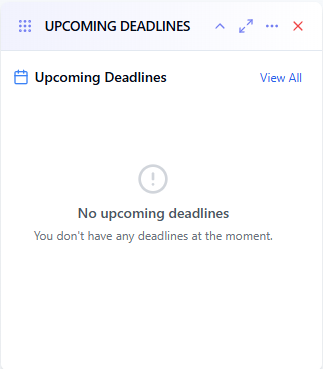 UPCOMING DEADLINES
Upcoming Deadlines View All
No upcoming deadlines
You don't have any deadlines at the moment.